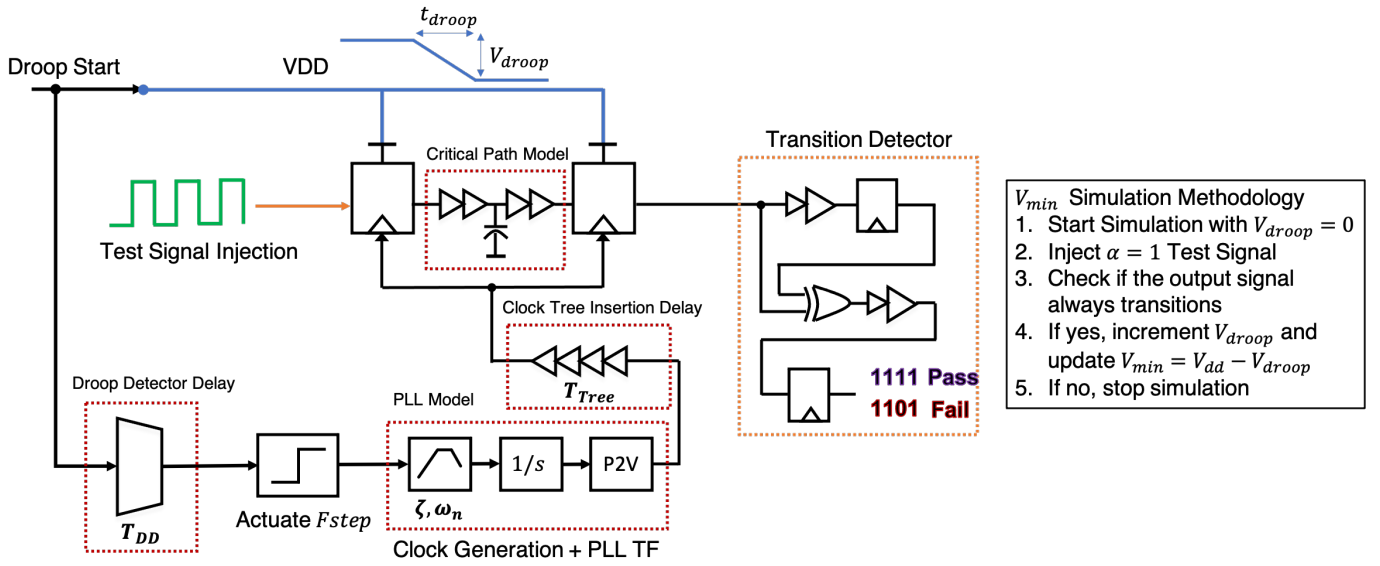 t_droop
V_droop
Droop Start
VDD
Transition Detector
Critical Path Model
Test Signal Injection
Clock Tree Insertion Delay
T_Tree
1111 Pass
1101 Fail
Droop Detector Delay
T_DD
Actuate Fstep
PLL Model
1/s
P2V
ζ, ω_n
Clock Generation + PLL TF
V_min Simulation Methodology
1. Start Simulation with V_droop = 0
2. Inject α = 1 Test Signal
3. Check if the output signal
always transitions
4. If yes, increment V_droop and
update V_min = V_dd − V_droop
5. If no, stop simulation